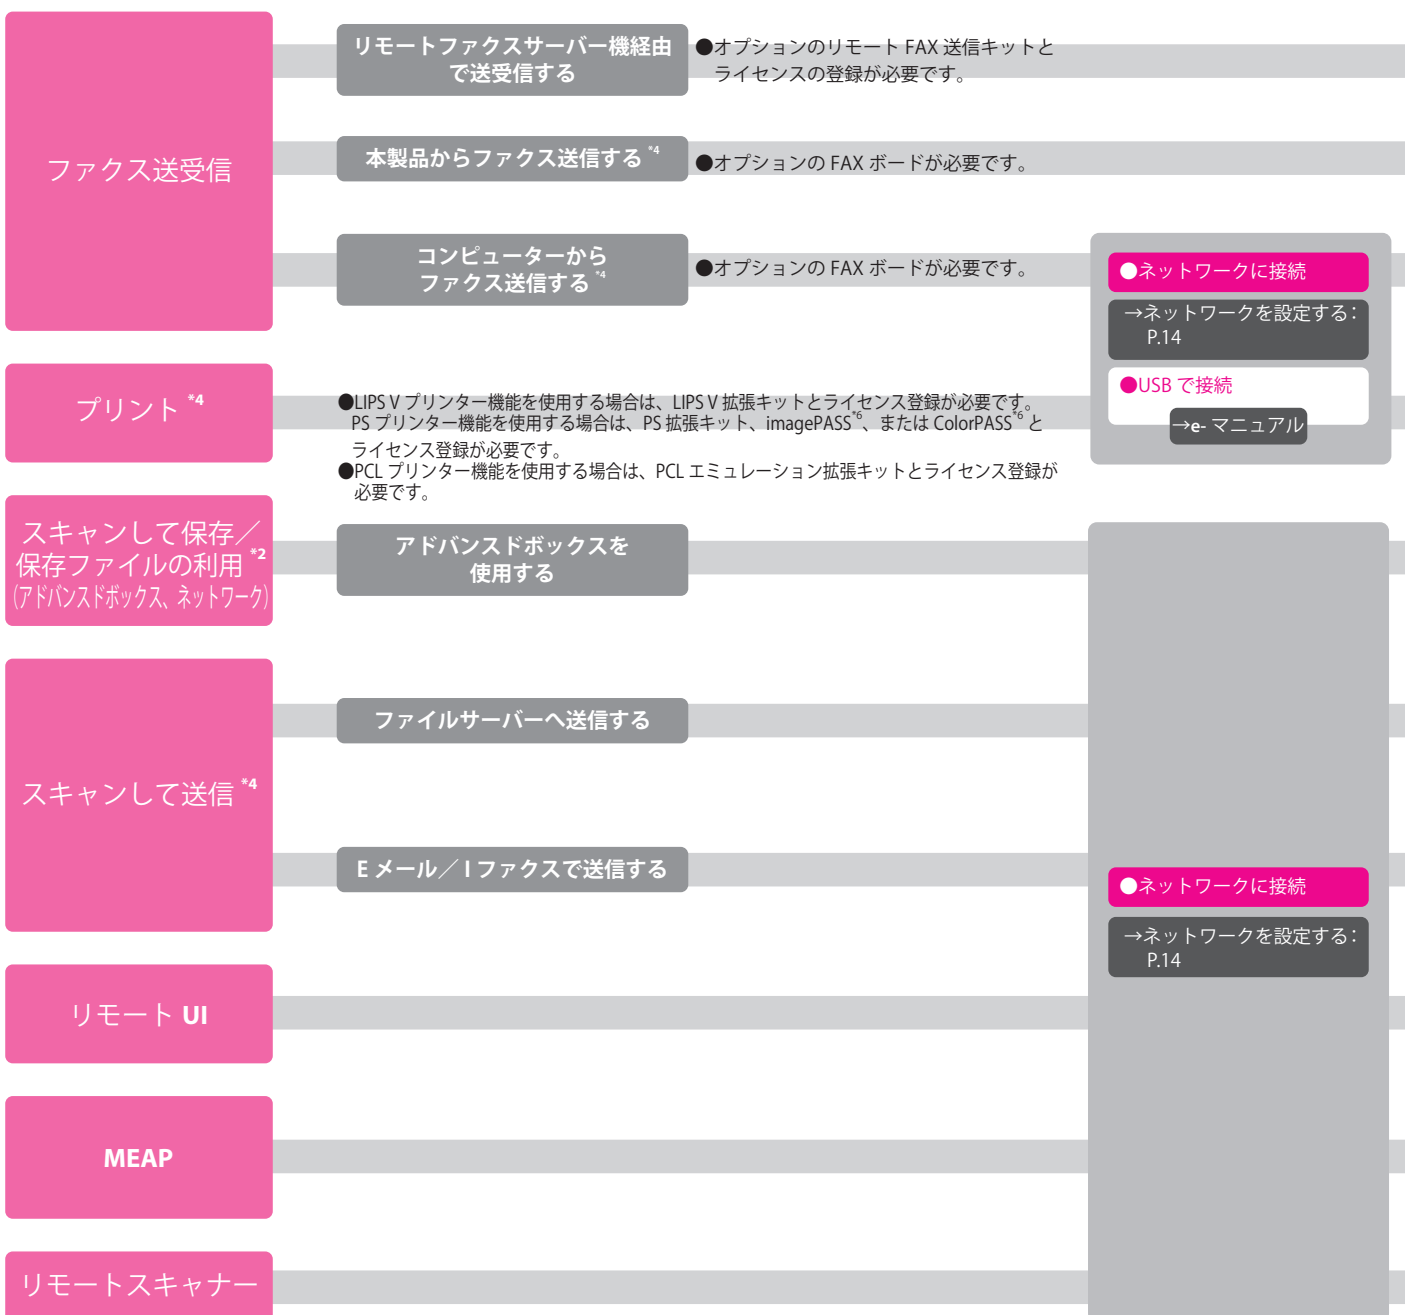 ファクス送受信
リモートファクスサーバー機経由
で送受信する
●オプションのリモート FAX 送信キットと
ライセンスの登録が必要です。
本製品からファクス送信する *4
●オプションの FAX ボードが必要です。
コンピューターから
ファクス送信する *4
●オプションの FAX ボードが必要です。
●ネットワークに接続
→ネットワークを設定する：
P.14
●USB で接続
→e- マニュアル
プリント *4
●LIPS V プリンター機能を使用する場合は、LIPS V 拡張キットとライセンス登録が必要です。
PS プリンター機能を使用する場合は、PS 拡張キット、imagePASS*6、または ColorPASS*6 と
ライセンス登録が必要です。
●PCL プリンター機能を使用する場合は、PCL エミュレーション拡張キットとライセンス登録が
必要です。
スキャンして保存／
保存ファイルの利用 *2
(アドバンスドボックス、ネットワーク)
アドバンスドボックスを
使用する
スキャンして送信 *4
ファイルサーバーへ送信する
E メール／ I ファクスで送信する
●ネットワークに接続
→ネットワークを設定する：
P.14
リモート UI
MEAP
リモートスキャナー